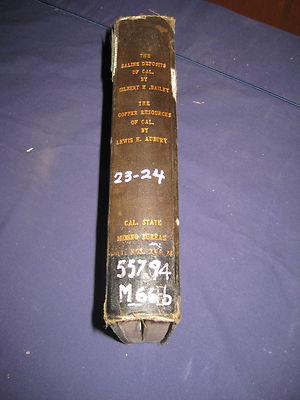 THE
SALINE DEPOSITS
OF CAL.
BY
GILBERT E. BAILEY
THE
COPPER RESOURCES
OF CAL.
BY
LEWIS E. AUBURY
23-24
CAL. STATE
MINING BUREAU
NOS.
557.94
M66b